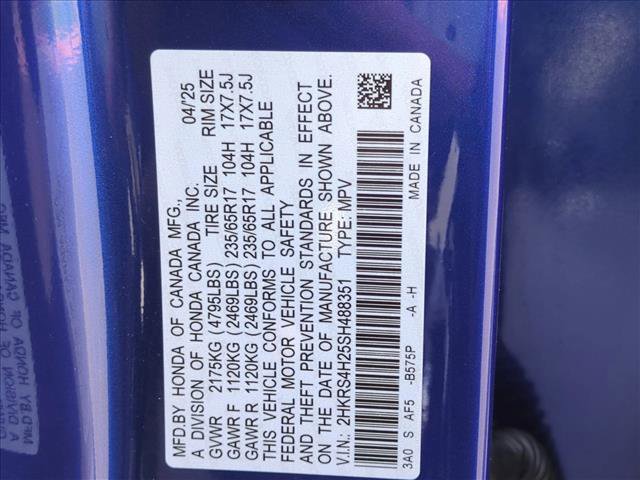 MFD.BY HONDA OF CANADA MFG.,
A DIVISION OF HONDA CANADA INC. 04/'25
GVWR 2175KG (4795LBS) TIRE SIZE RIM SIZE
GAWR F 1120KG (2469LBS) 235/65R17 104H 17X7.5J
GAWR R 1120KG (2469LBS) 235/65R17 104H 17X7.5J
THIS VEHICLE CONFORMS TO ALL APPLICABLE
FEDERAL MOTOR VEHICLE SAFETY
AND THEFT PREVENTION STANDARDS IN EFFECT
ON THE DATE OF MANUFACTURE SHOWN ABOVE.
V.I.N.: 2HKRS4H25SH488351 TYPE: MPV
3A0 S AF5 -B575P -A -H MADE IN CANADA